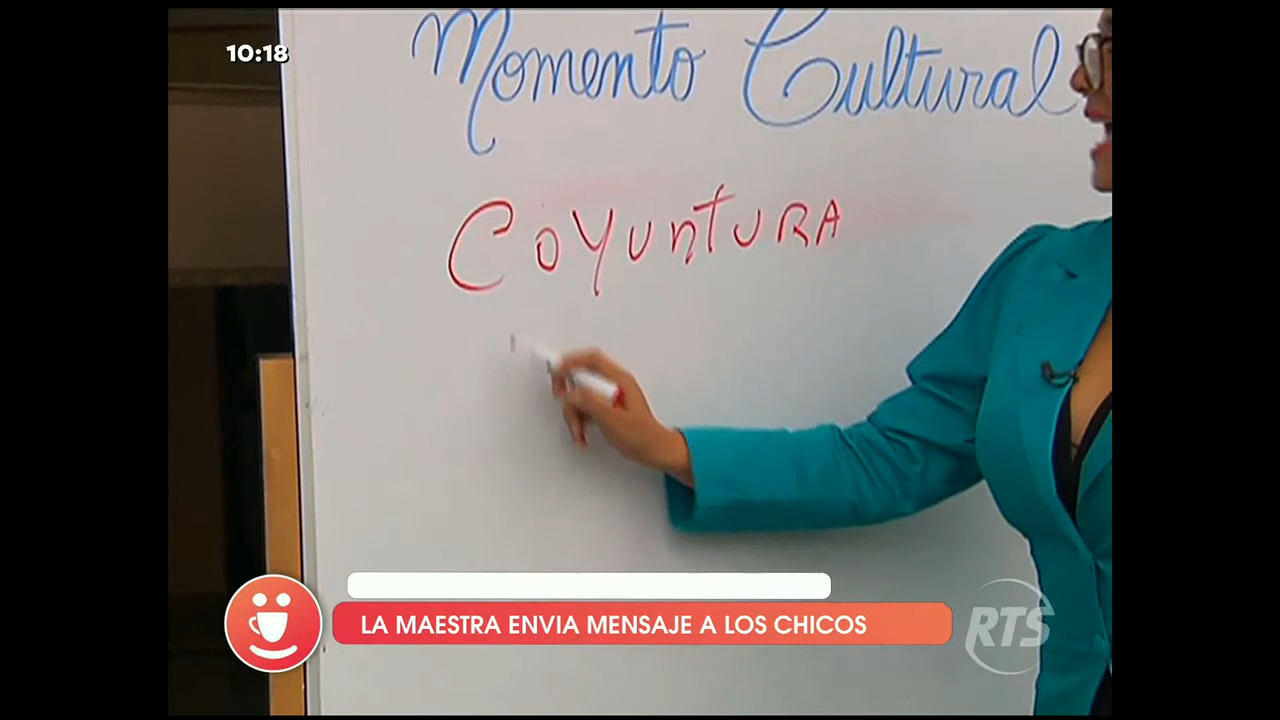 10:18
Momento Cultural
COYUnTURA
LA MAESTRA ENVIA MENSAJE A LOS CHICOS
RTS